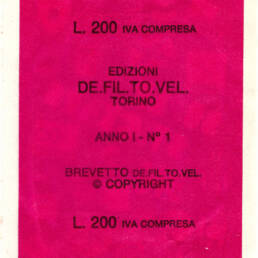 L. 200 IVA COMPRESA
EDIZIONI
DE.FIL.TO.VEL.
TORINO
ANNO I - N° 1
BREVETTO DE.FIL.TO.VEL.
© COPYRIGHT
L. 200 IVA COMPRESA